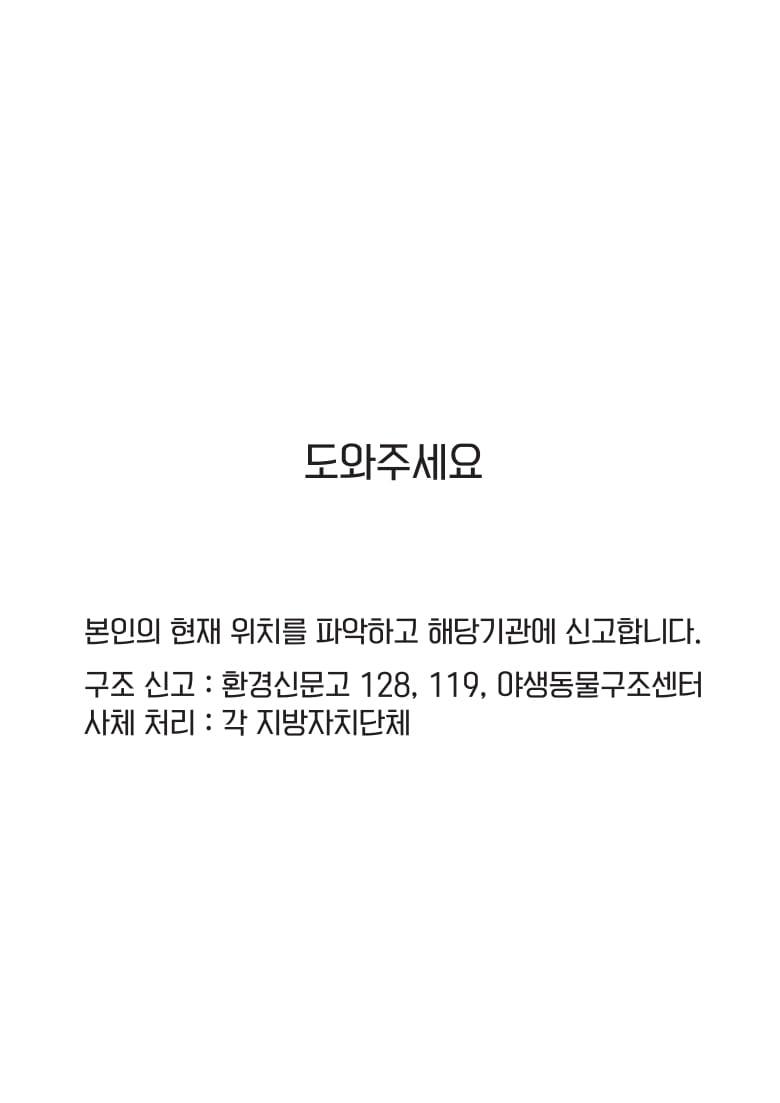 도와주세요
본인의 현재 위치를 파악하고 해당기관에 신고합니다.
구조 신고 : 환경신문고 128, 119, 야생동물구조센터
사체 처리 : 각 지방자치단체